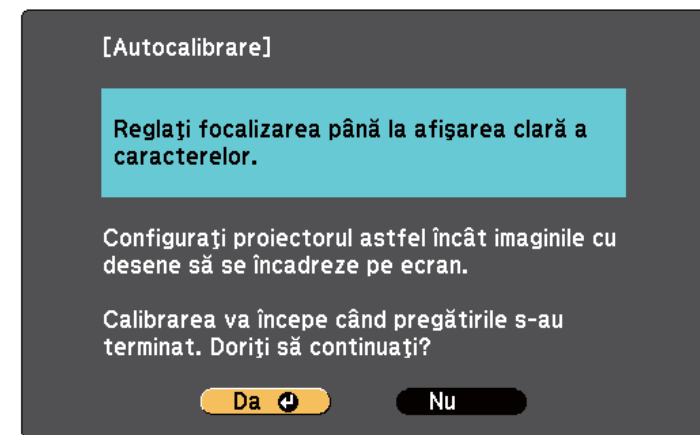 [Autocalibrare]
Reglaţi focalizarea până la afişarea clară a
caracterelor.
Configuraţi proiectorul astfel încât imaginile cu
desene să se încadreze pe ecran.
Calibrarea va începe când pregătirile s-au
terminat. Doriţi să continuaţi?
Da Nu